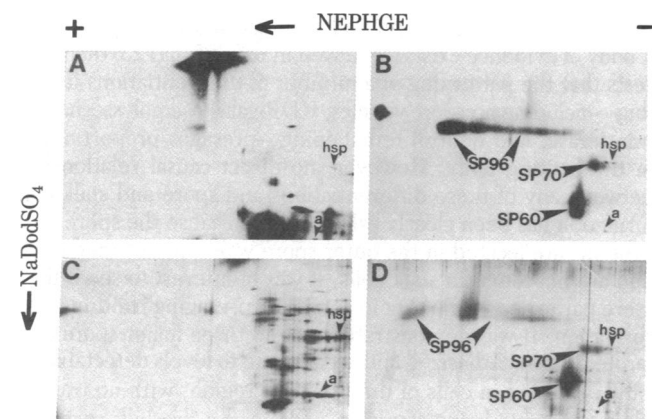 + ← NEPHGE −
NaDodSO4 →
A
hsp
a
B
SP96
hsp
SP70
SP60
a
C
hsp
a
D
SP96
hsp
SP70
SP60
a